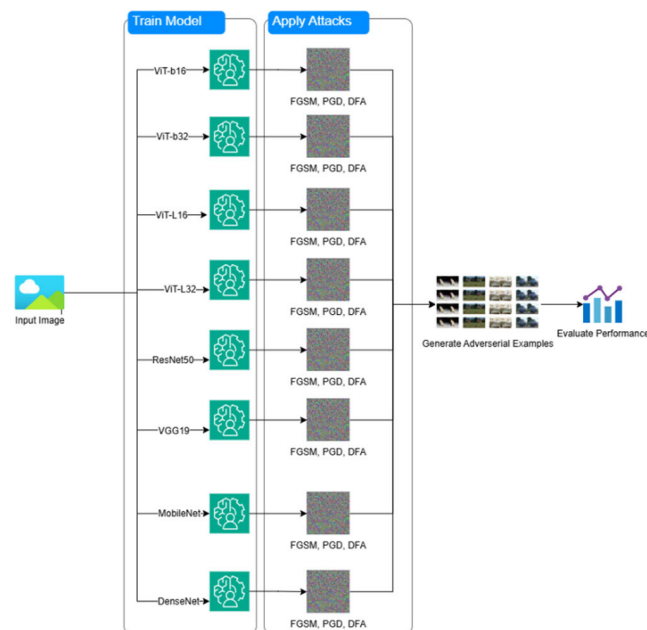 Train Model
Apply Attacks
ViT-b16
FGSM, PGD, DFA
ViT-b32
FGSM, PGD, DFA
ViT-L16
FGSM, PGD, DFA
ViT-L32
FGSM, PGD, DFA
Input Image
Generate Adverserial Examples
Evaluate Performance
ResNet50
FGSM, PGD, DFA
VGG19
FGSM, PGD, DFA
MobileNet
FGSM, PGD, DFA
DenseNet
FGSM, PGD, DFA